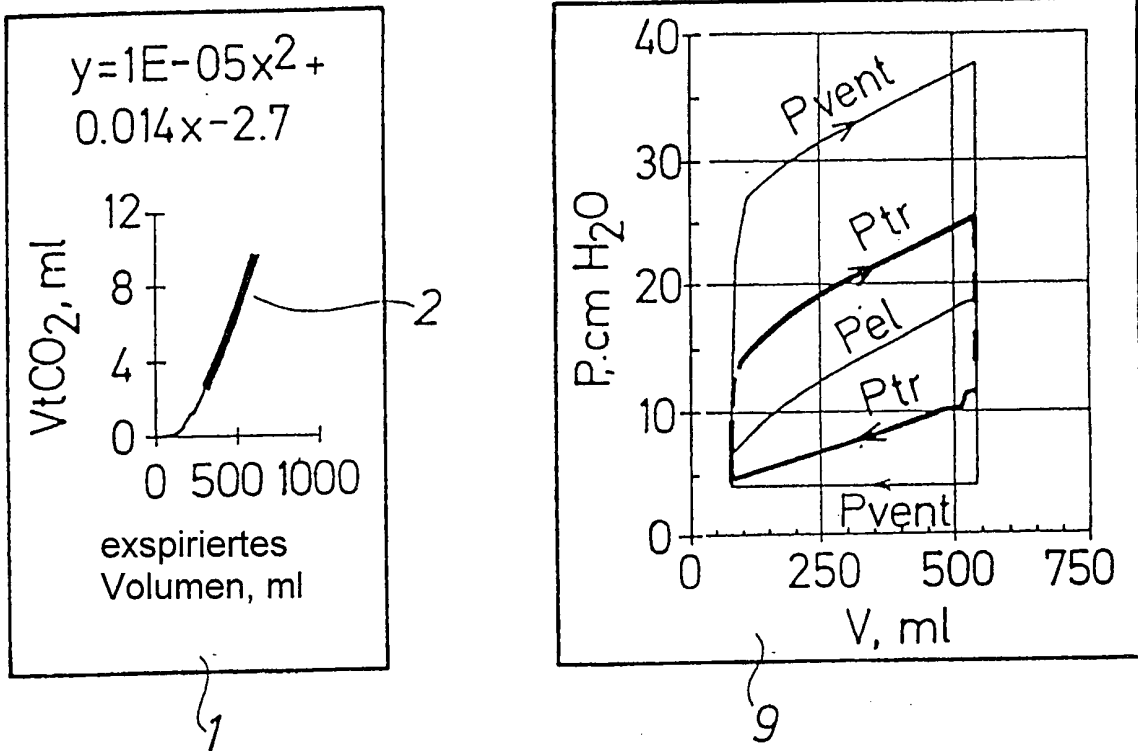 y=1E-05x²+
0.014x-2.7
VtCO₂, ml
12
8
4
0
0 500 1000
exspiriertes
Volumen, ml
2
1
P.cm H₂O
40
30
20
10
0
Pvent
Ptr
Pel
Ptr
Pvent
0 250 500 750
V, ml
9